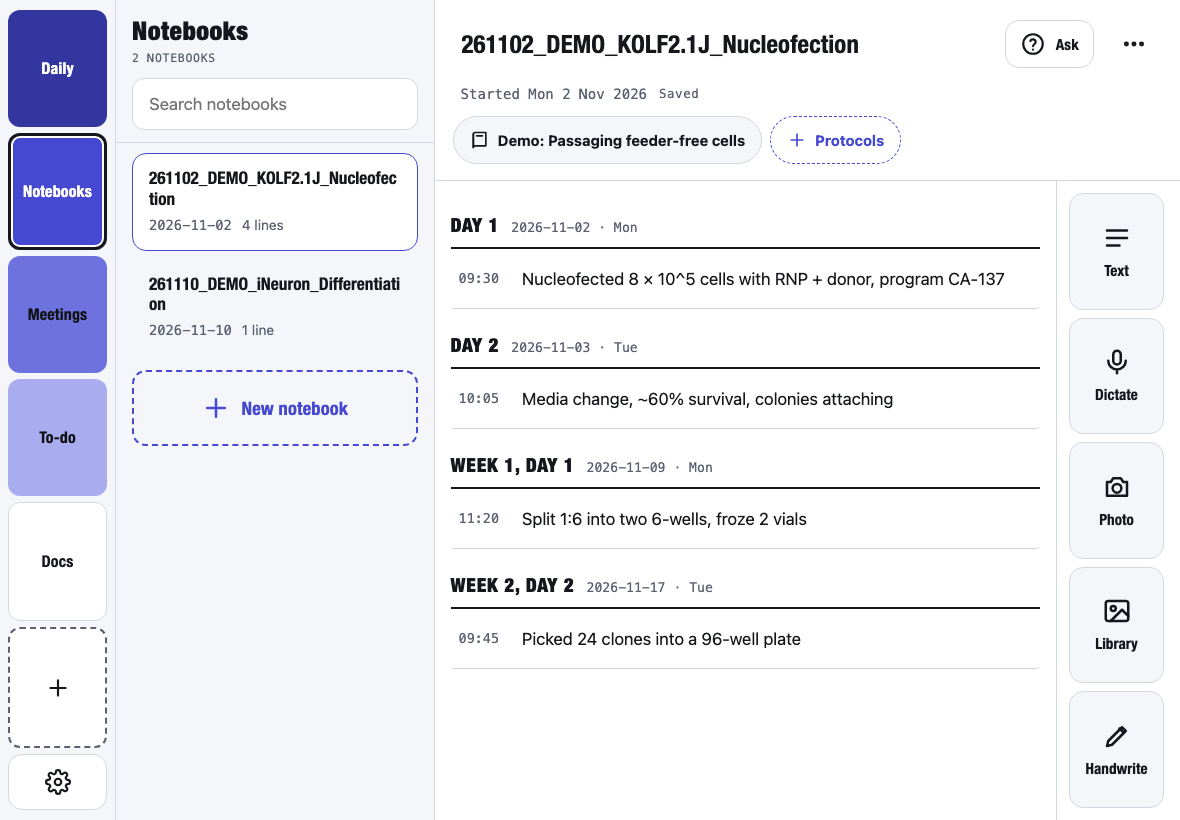 Daily
Notebooks
Meetings
To-do
Docs
Notebooks
2 NOTEBOOKS
Search notebooks
261102_DEMO_KOLF2.1J_Nucleofec
tion
2026-11-02 4 lines
261110_DEMO_iNeuron_Differentiati
on
2026-11-10 1 line
+ New notebook
261102_DEMO_KOLF2.1J_Nucleofection
Ask
Started Mon 2 Nov 2026 Saved
Demo: Passaging feeder-free cells
+ Protocols
DAY 1 2026-11-02 · Mon
09:30 Nucleofected 8 × 10^5 cells with RNP + donor, program CA-137
DAY 2 2026-11-03 · Tue
10:05 Media change, ~60% survival, colonies attaching
WEEK 1, DAY 1 2026-11-09 · Mon
11:20 Split 1:6 into two 6-wells, froze 2 vials
WEEK 2, DAY 2 2026-11-17 · Tue
09:45 Picked 24 clones into a 96-well plate
Text
Dictate
Photo
Library
Handwrite